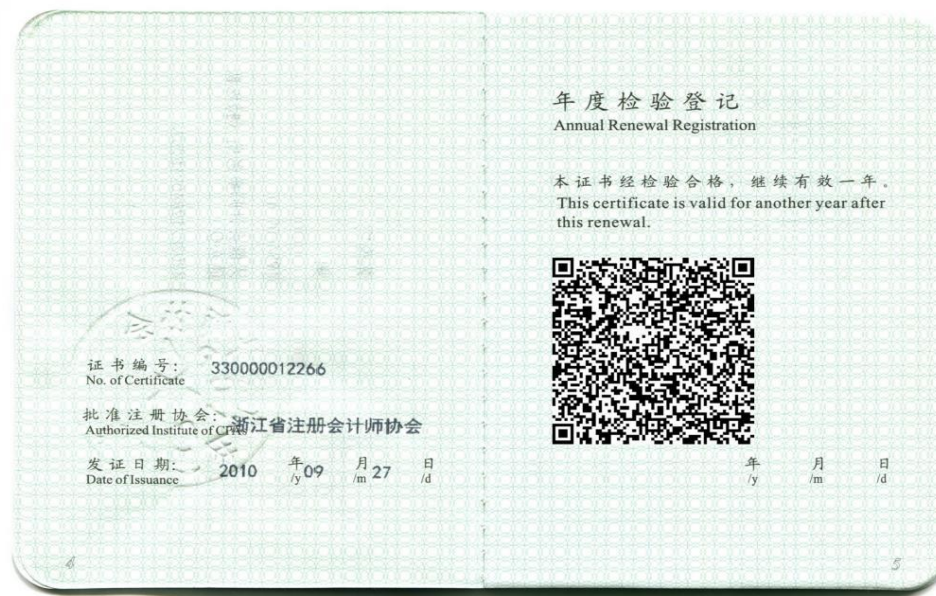 证书编号: 330000012266
No. of Certificate
批准注册协会: 浙江省注册会计师协会
Authorized Institute of CPAs
发证日期: 2010 年 09 月 27 日
Date of Issuance /y /m /d
4
年度检验登记
Annual Renewal Registration
本证书经检验合格，继续有效一年。
This certificate is valid for another year after
this renewal.
年 月 日
/y /m /d
5